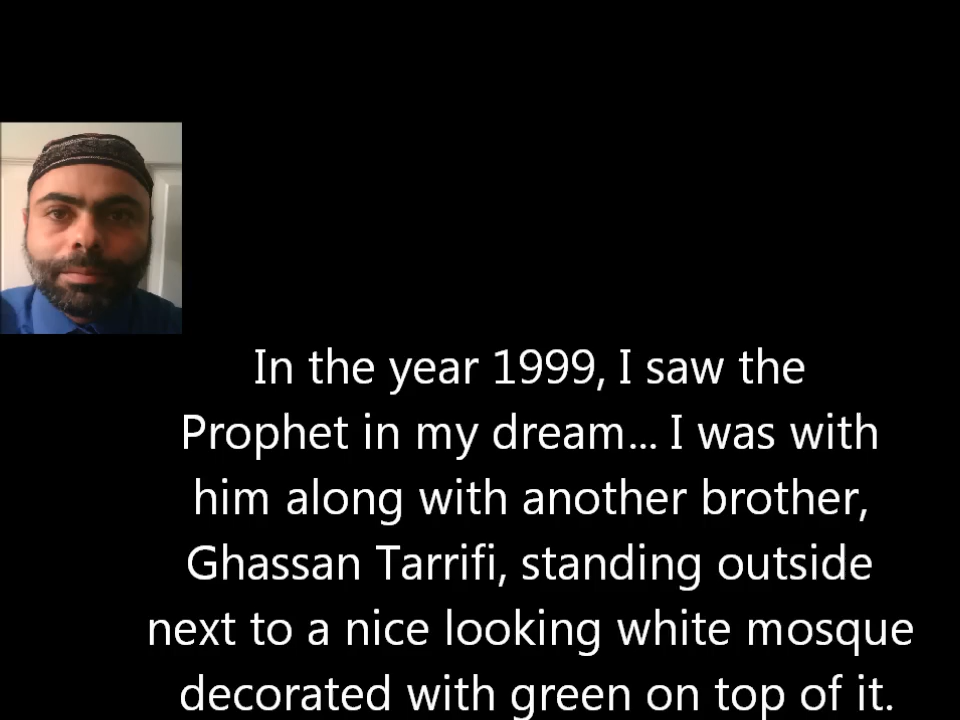 In the year 1999, I saw the
Prophet in my dream... I was with
him along with another brother,
Ghassan Tarrifi, standing outside
next to a nice looking white mosque
decorated with green on top of it.